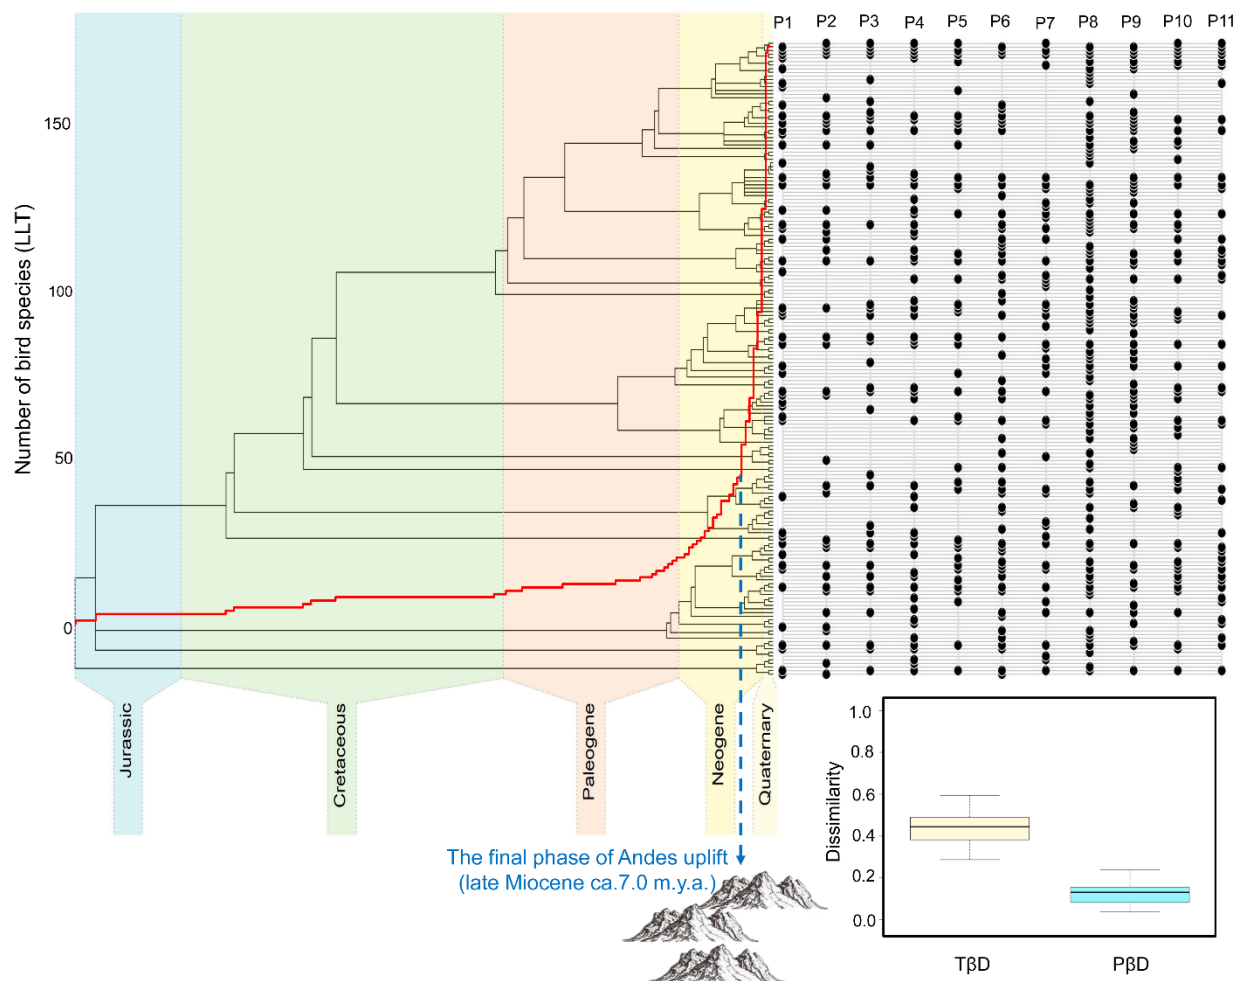 P1 P2 P3 P4 P5 P6 P7 P8 P9 P10 P11
Number of bird species (LLT)
150
100
50
0
Jurassic
Cretaceous
Paleogene
Neogene
Quaternary
The final phase of Andes uplift
(late Miocene ca.7.0 m.y.a.)
Dissimilarity
1.0
0.8
0.6
0.4
0.2
0.0
TβD PβD